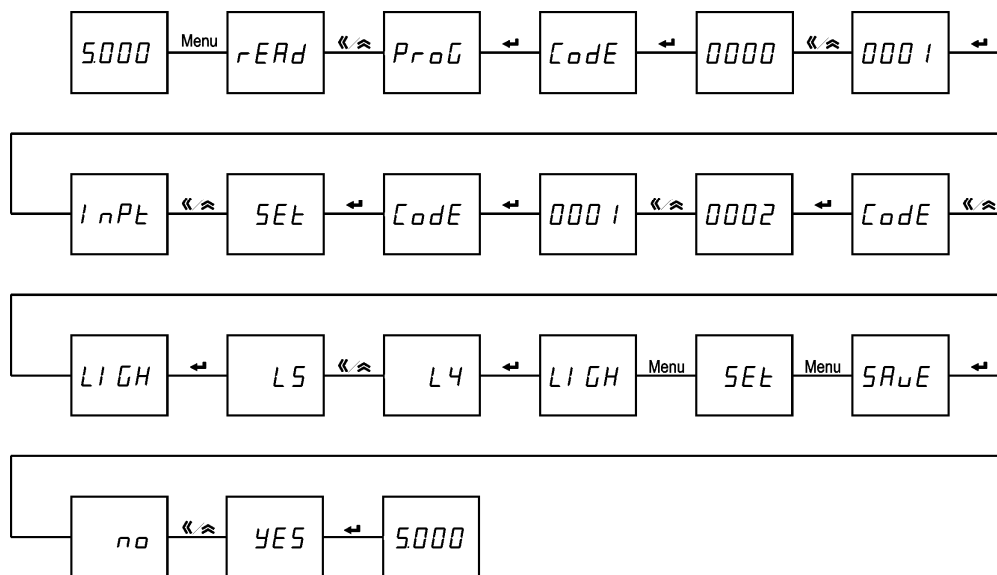 5.000 Menu rEAd ProG CodE 0000 0001
InPt SEt CodE 0001 0002 CodE
LIGH L5 L4 LIGH Menu SEt Menu SAvE
no YES 5.000